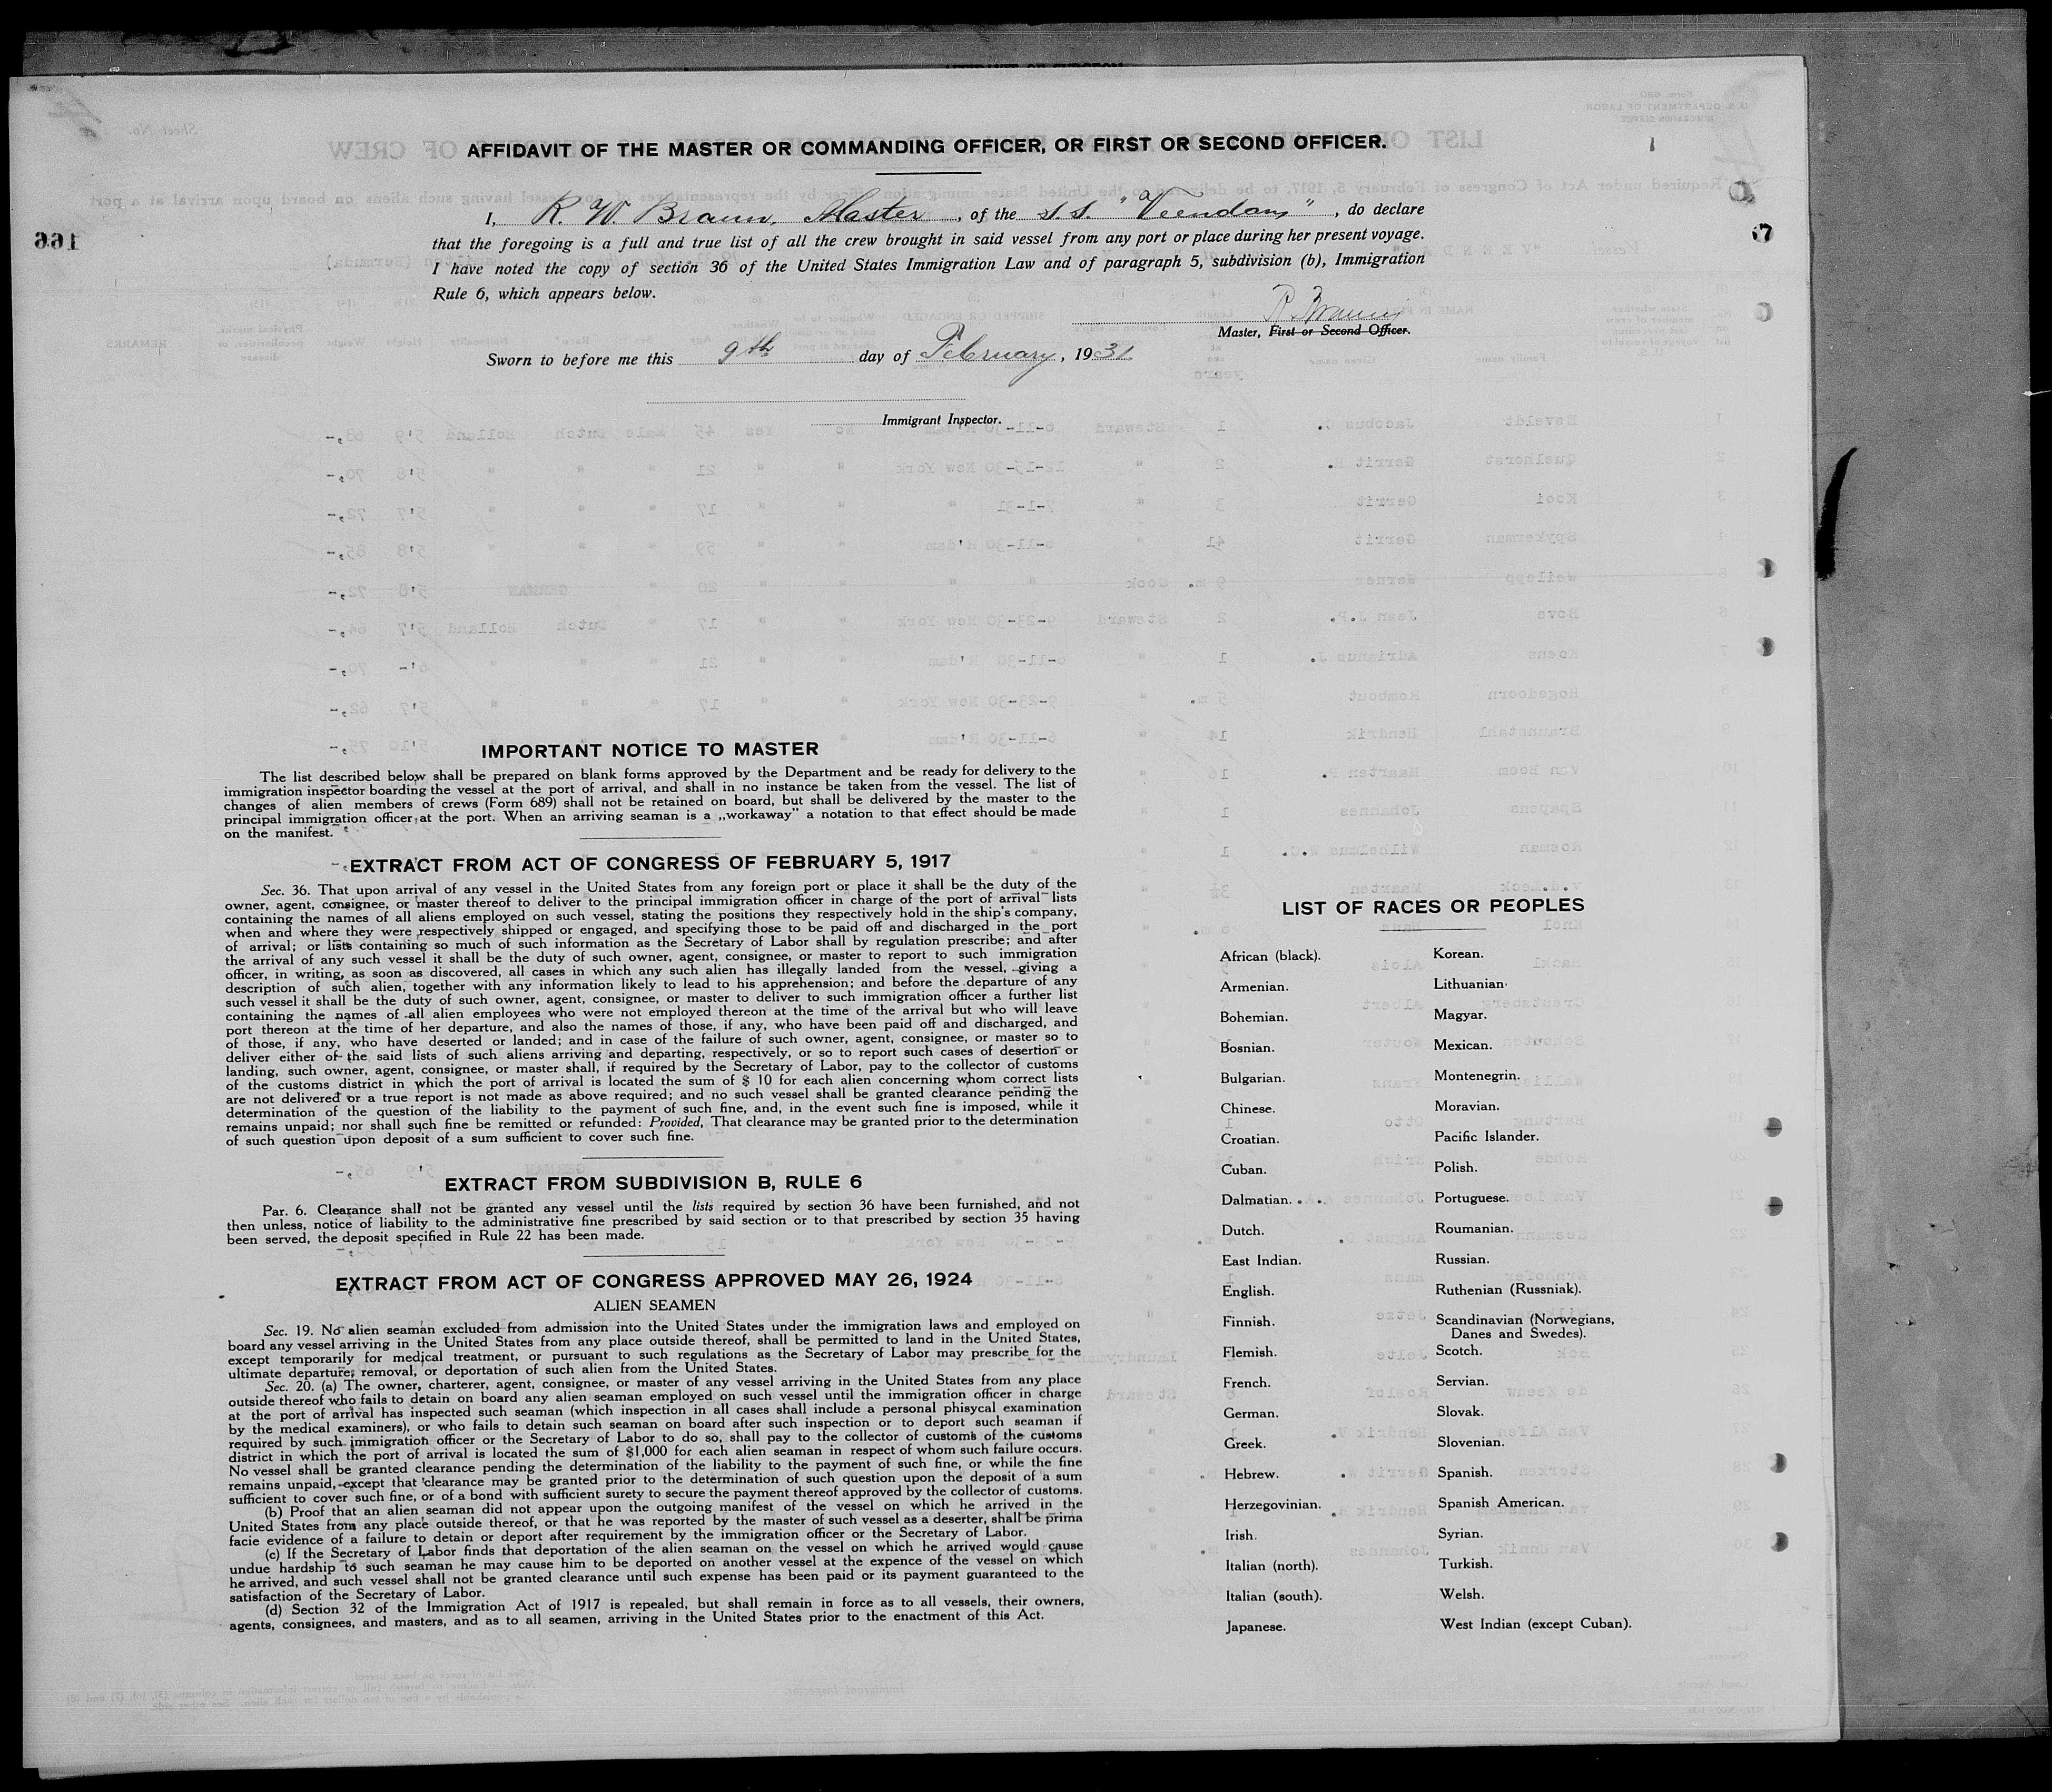 AFFIDAVIT OF THE MASTER OR COMMANDING OFFICER, OR FIRST OR SECOND OFFICER.
I, R. W. Braun, Master, of the S.S. "Veendam", do declare
that the foregoing is a full and true list of all the crew brought in said vessel from any port or place during her present voyage.
I have noted the copy of section 36 of the United States Immigration Law and of paragraph 5, subdivision (b), Immigration
Rule 6, which appears below.
Master, First or Second Officer.
Sworn to before me this 9th day of February, 1931
Immigrant Inspector.
166
IMPORTANT NOTICE TO MASTER
The list described below shall be prepared on blank forms approved by the Department and be ready for delivery to the
immigration inspector boarding the vessel at the port of arrival, and shall in no instance be taken from the vessel. The list of
changes of alien members of crews (Form 689) shall not be retained on board, but shall be delivered by the master to the
principal immigration officer at the port. When an arriving seaman is a „workaway" a notation to that effect should be made
on the manifest.
EXTRACT FROM ACT OF CONGRESS OF FEBRUARY 5, 1917
Sec. 36. That upon arrival of any vessel in the United States from any foreign port or place it shall be the duty of the
owner, agent, consignee, or master thereof to deliver to the principal immigration officer in charge of the port of arrival lists
containing the names of all aliens employed on such vessel, stating the positions they respectively hold in the ship's company,
when and where they were respectively shipped or engaged, and specifying those to be paid off and discharged in the port
of arrival; or lists containing so much of such information as the Secretary of Labor shall by regulation prescribe; and after
the arrival of any such vessel it shall be the duty of such owner, agent, consignee, or master to report to such immigration
officer, in writing, as soon as discovered, all cases in which any such alien has illegally landed from the vessel, giving a
description of such alien, together with any information likely to lead to his apprehension; and before the departure of any
such vessel it shall be the duty of such owner, agent, consignee, or master to deliver to such immigration officer a further list
containing the names of all alien employees who were not employed thereon at the time of the arrival but who will leave
port thereon at the time of her departure, and also the names of those, if any, who have been paid off and discharged, and
of those, if any, who have deserted or landed; and in case of the failure of such owner, agent, consignee, or master so to
deliver either of the said lists of such aliens arriving and departing, respectively, or so to report such cases of desertion or
landing, such owner, agent, consignee, or master shall, if required by the Secretary of Labor, pay to the collector of customs
of the customs district in which the port of arrival is located the sum of $ 10 for each alien concerning whom correct lists
are not delivered or a true report is not made as above required; and no such vessel shall be granted clearance pending the
determination of the question of the liability to the payment of such fine, and, in the event such fine is imposed, while it
remains unpaid; nor shall such fine be remitted or refunded: Provided, That clearance may be granted prior to the determination
of such question upon deposit of a sum sufficient to cover such fine.
EXTRACT FROM SUBDIVISION B, RULE 6
Par. 6. Clearance shall not be granted any vessel until the lists required by section 36 have been furnished, and not
then unless, notice of liability to the administrative fine prescribed by said section or to that prescribed by section 35 having
been served, the deposit specified in Rule 22 has been made.
EXTRACT FROM ACT OF CONGRESS APPROVED MAY 26, 1924
ALIEN SEAMEN
Sec. 19. No alien seaman excluded from admission into the United States under the immigration laws and employed on
board any vessel arriving in the United States from any place outside thereof, shall be permitted to land in the United States,
except temporarily for medical treatment, or pursuant to such regulations as the Secretary of Labor may prescribe for the
ultimate departure, removal, or deportation of such alien from the United States.
Sec. 20. (a) The owner, charterer, agent, consignee, or master of any vessel arriving in the United States from any place
outside thereof who fails to detain on board any alien seaman employed on such vessel until the immigration officer in charge
at the port of arrival has inspected such seaman (which inspection in all cases shall include a personal phisycal examination
by the medical examiners), or who fails to detain such seaman on board after such inspection or to deport such seaman if
required by such immigration officer or the Secretary of Labor to do so, shall pay to the collector of customs of the customs
district in which the port of arrival is located the sum of $1,000 for each alien seaman in respect of whom such failure occurs.
No vessel shall be granted clearance pending the determination of the liability to the payment of such fine, or while the fine
remains unpaid, except that clearance may be granted prior to the determination of such question upon the deposit of a sum
sufficient to cover such fine, or of a bond with sufficient surety to secure the payment thereof approved by the collector of customs.
(b) Proof that an alien seaman did not appear upon the outgoing manifest of the vessel on which he arrived in the
United States from any place outside thereof, or that he was reported by the master of such vessel as a deserter, shall be prima
facie evidence of a failure to detain or deport after requirement by the immigration officer or the Secretary of Labor.
(c) If the Secretary of Labor finds that deportation of the alien seaman on the vessel on which he arrived would cause
undue hardship to such seaman he may cause him to be deported on another vessel at the expence of the vessel on which
he arrived, and such vessel shall not be granted clearance until such expense has been paid or its payment guaranteed to the
satisfaction of the Secretary of Labor.
(d) Section 32 of the Immigration Act of 1917 is repealed, but shall remain in force as to all vessels, their owners,
agents, consignees, and masters, and as to all seamen, arriving in the United States prior to the enactment of this Act.
LIST OF RACES OR PEOPLES
African (black).
Armenian.
Bohemian.
Bosnian.
Bulgarian.
Chinese.
Croatian.
Cuban.
Dalmatian.
Dutch.
East Indian.
English.
Finnish.
Flemish.
French.
German.
Greek.
Hebrew.
Herzegovinian.
Irish.
Italian (north).
Italian (south).
Japanese.
Korean.
Lithuanian.
Magyar.
Mexican.
Montenegrin.
Moravian.
Pacific Islander.
Polish.
Portuguese.
Roumanian.
Russian.
Ruthenian (Russniak).
Scandinavian (Norwegians,
Danes and Swedes).
Scotch.
Servian.
Slovak.
Slovenian.
Spanish.
Spanish American.
Syrian.
Turkish.
Welsh.
West Indian (except Cuban).